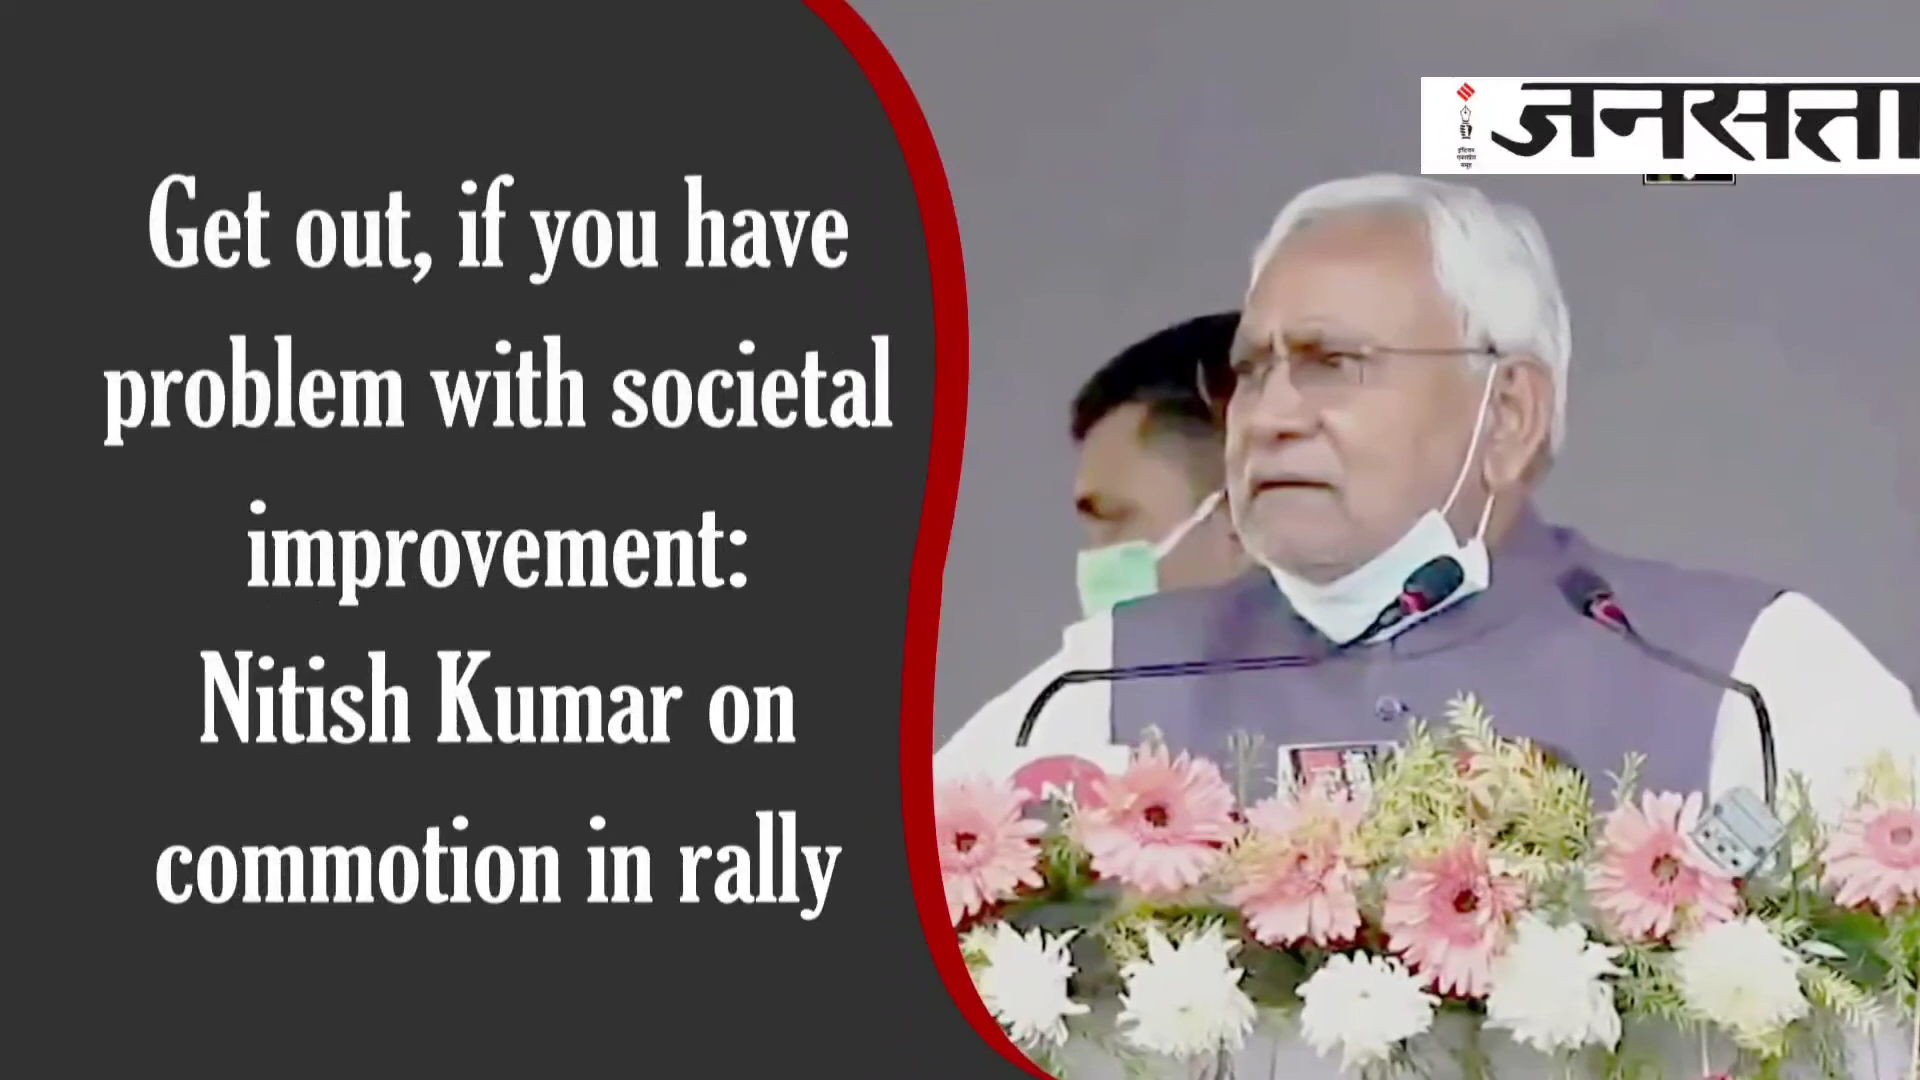 Get out, if you have
problem with societal
improvement:
Nitish Kumar on
commotion in rally
जनसत्ता